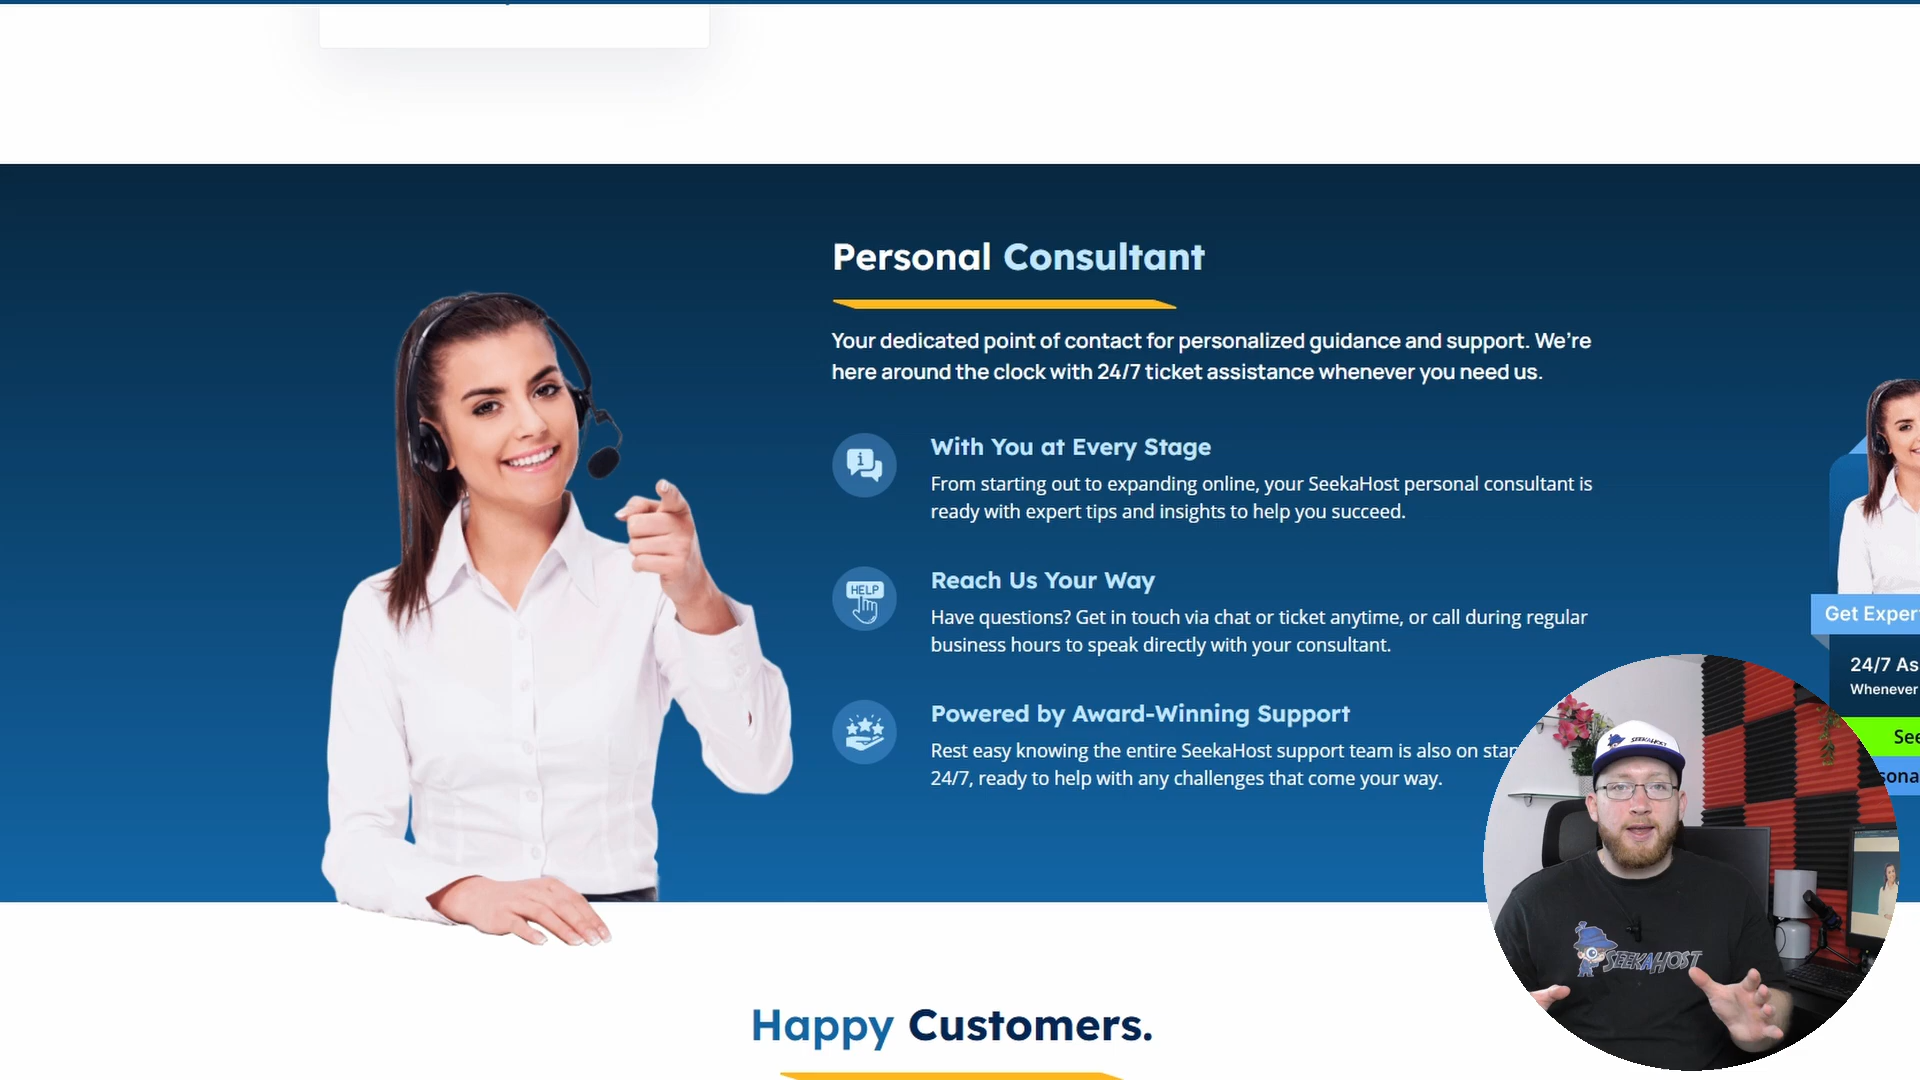 Personal Consultant
Your dedicated point of contact for personalized guidance and support. We're
here around the clock with 24/7 ticket assistance whenever you need us.
With You at Every Stage
From starting out to expanding online, your SeekaHost personal consultant is
ready with expert tips and insights to help you succeed.
HELP
Reach Us Your Way
Have questions? Get in touch via chat or ticket anytime, or call during regular
business hours to speak directly with your consultant.
Powered by Award-Winning Support
Rest easy knowing the entire SeekaHost support team is also on
24/7, ready to help with any challenges that come your way.
Get
24/7
Whenever
SEEKAHOST
SEEKAHOST
Happy Customers.